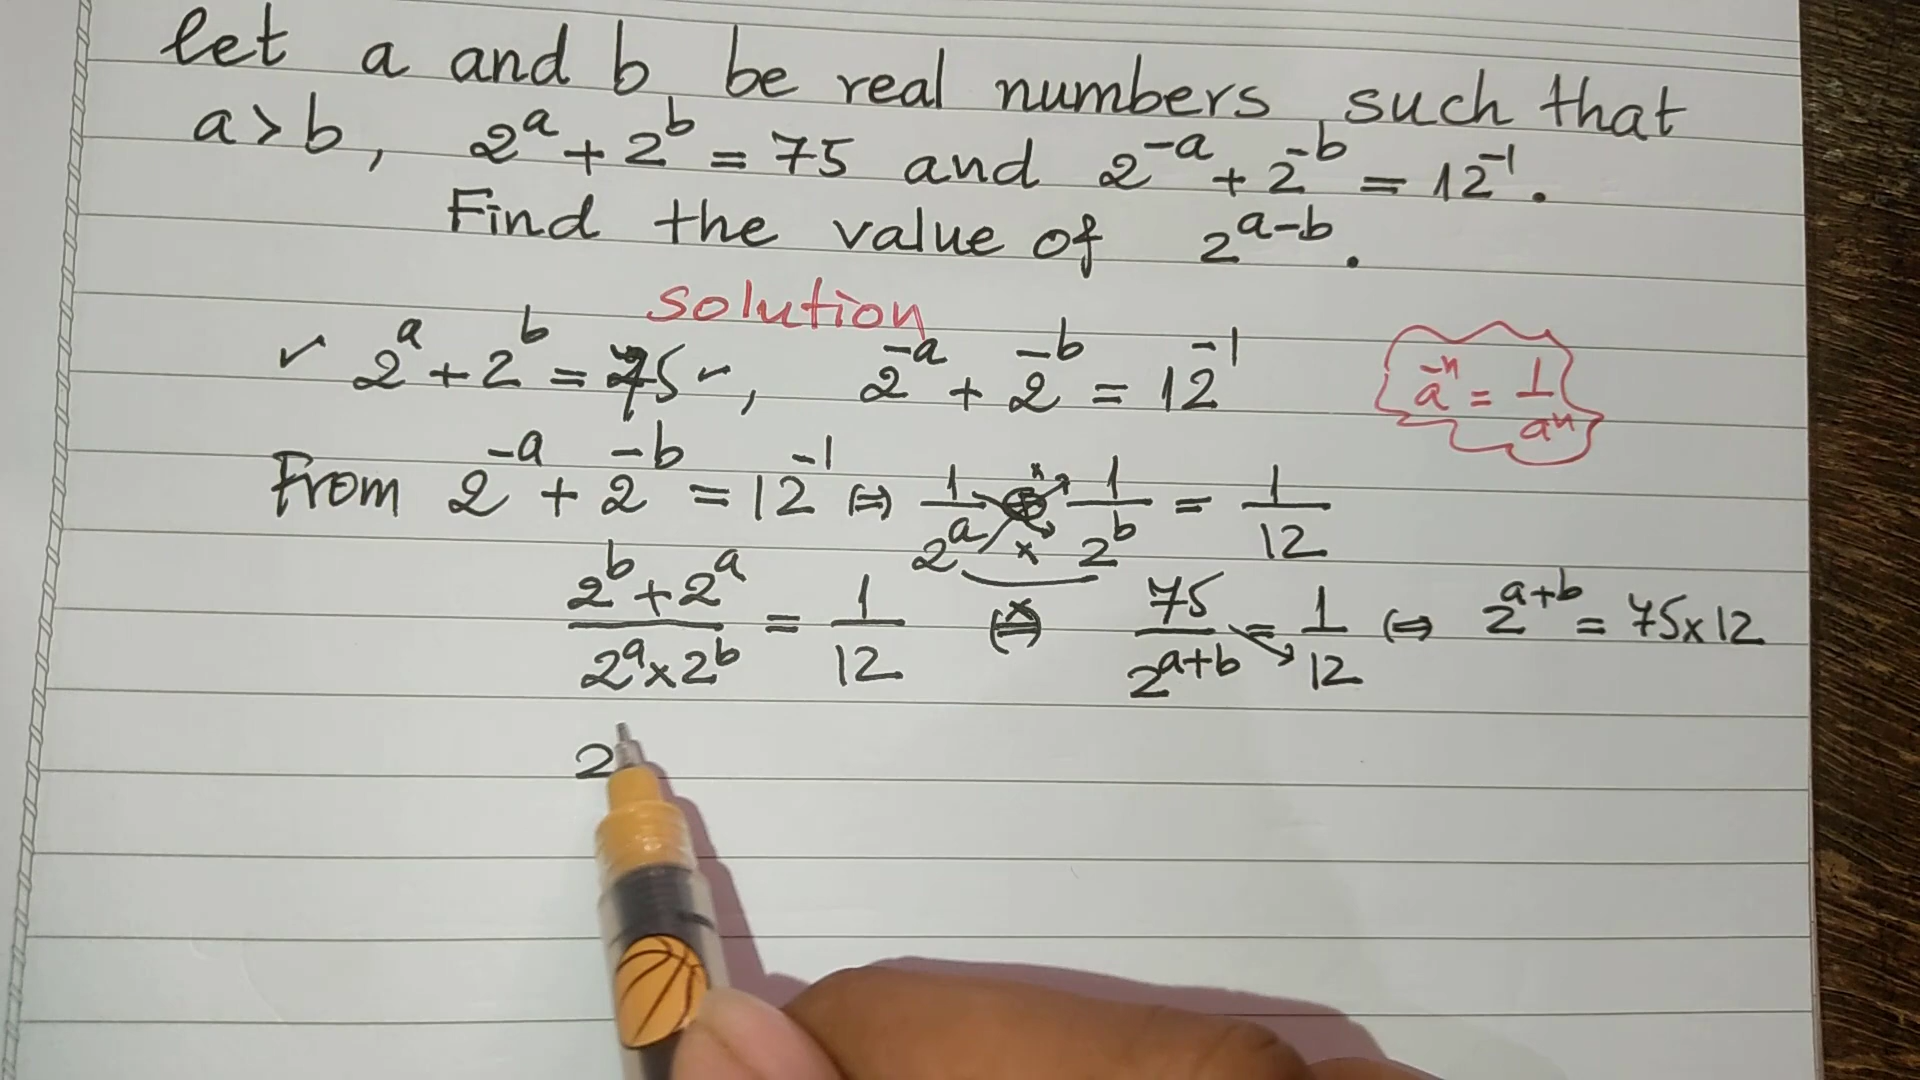 let a and b be real numbers such that
a>b, 2^a + 2^b = 75 and 2^-a + 2^-b = 12^-1.
Find the value of 2^a-b.
solution
✓ 2^a + 2^b = 75 ✓, 2^-a + 2^-b = 12^-1
a^-n = 1/a^n
From 2^-a + 2^-b = 12^-1 ⇔ 1/2^a + 1/2^b = 1/12
(2^b + 2^a)/(2^a × 2^b) = 1/12 ⇔ 75/2^a+b = 1/12 ⇔ 2^a+b = 75×12
2